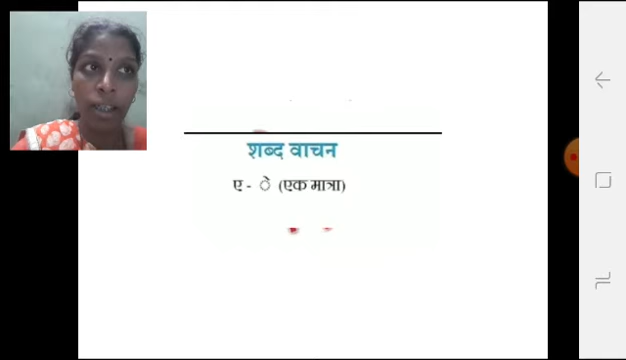 शब्द वाचन
ए - े (एक मात्रा)